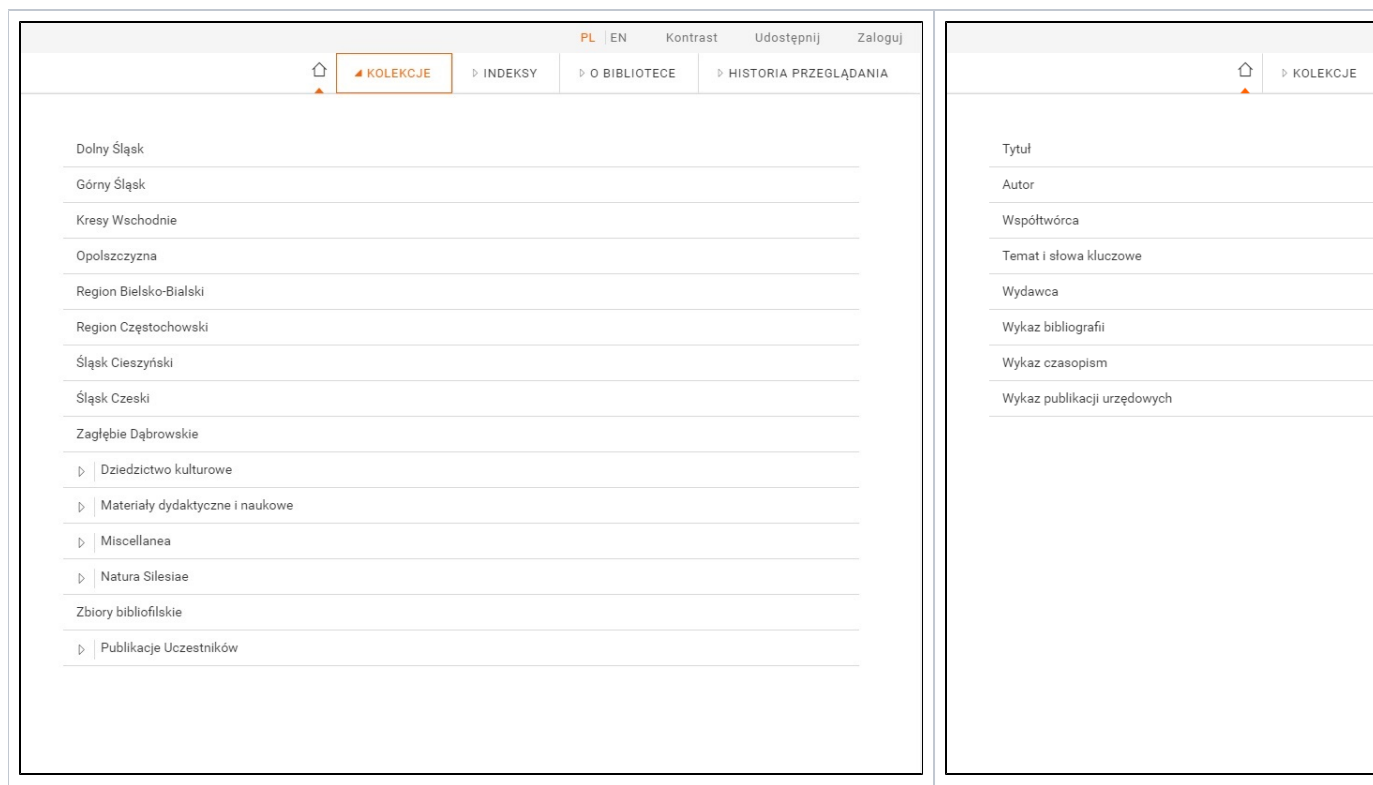 PL EN Kontrast Udostępnij Zaloguj
KOLEKCJE INDEKSY O BIBLIOTECE HISTORIA PRZEGLĄDANIA
Dolny Śląsk
Górny Śląsk
Kresy Wschodnie
Opolszczyzna
Region Bielsko-Bialski
Region Częstochowski
Śląsk Cieszyński
Śląsk Czeski
Zagłębie Dąbrowskie
Dziedzictwo kulturowe
Materiały dydaktyczne i naukowe
Miscellanea
Natura Silesiae
Zbiory bibliofilskie
Publikacje Uczestników
KOLEKCJE
Tytuł
Autor
Współtwórca
Temat i słowa kluczowe
Wydawca
Wykaz bibliografii
Wykaz czasopism
Wykaz publikacji urzędowych